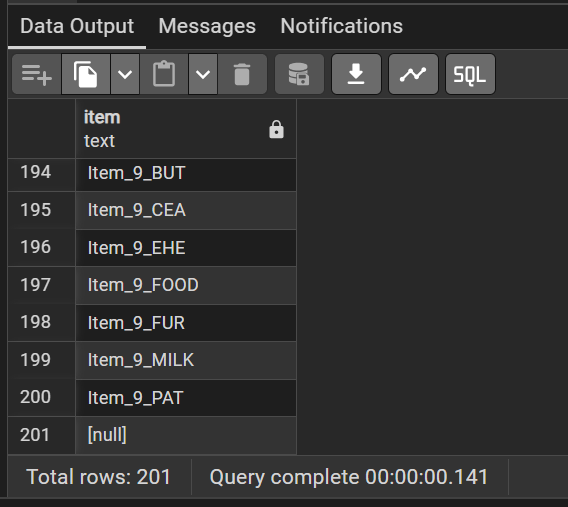 Data Output Messages Notifications
SQL
item
text
194 Item_9_BUT
195 Item_9_CEA
196 Item_9_EHE
197 Item_9_FOOD
198 Item_9_FUR
199 Item_9_MILK
200 Item_9_PAT
201 [null]
Total rows: 201 Query complete 00:00:00.141